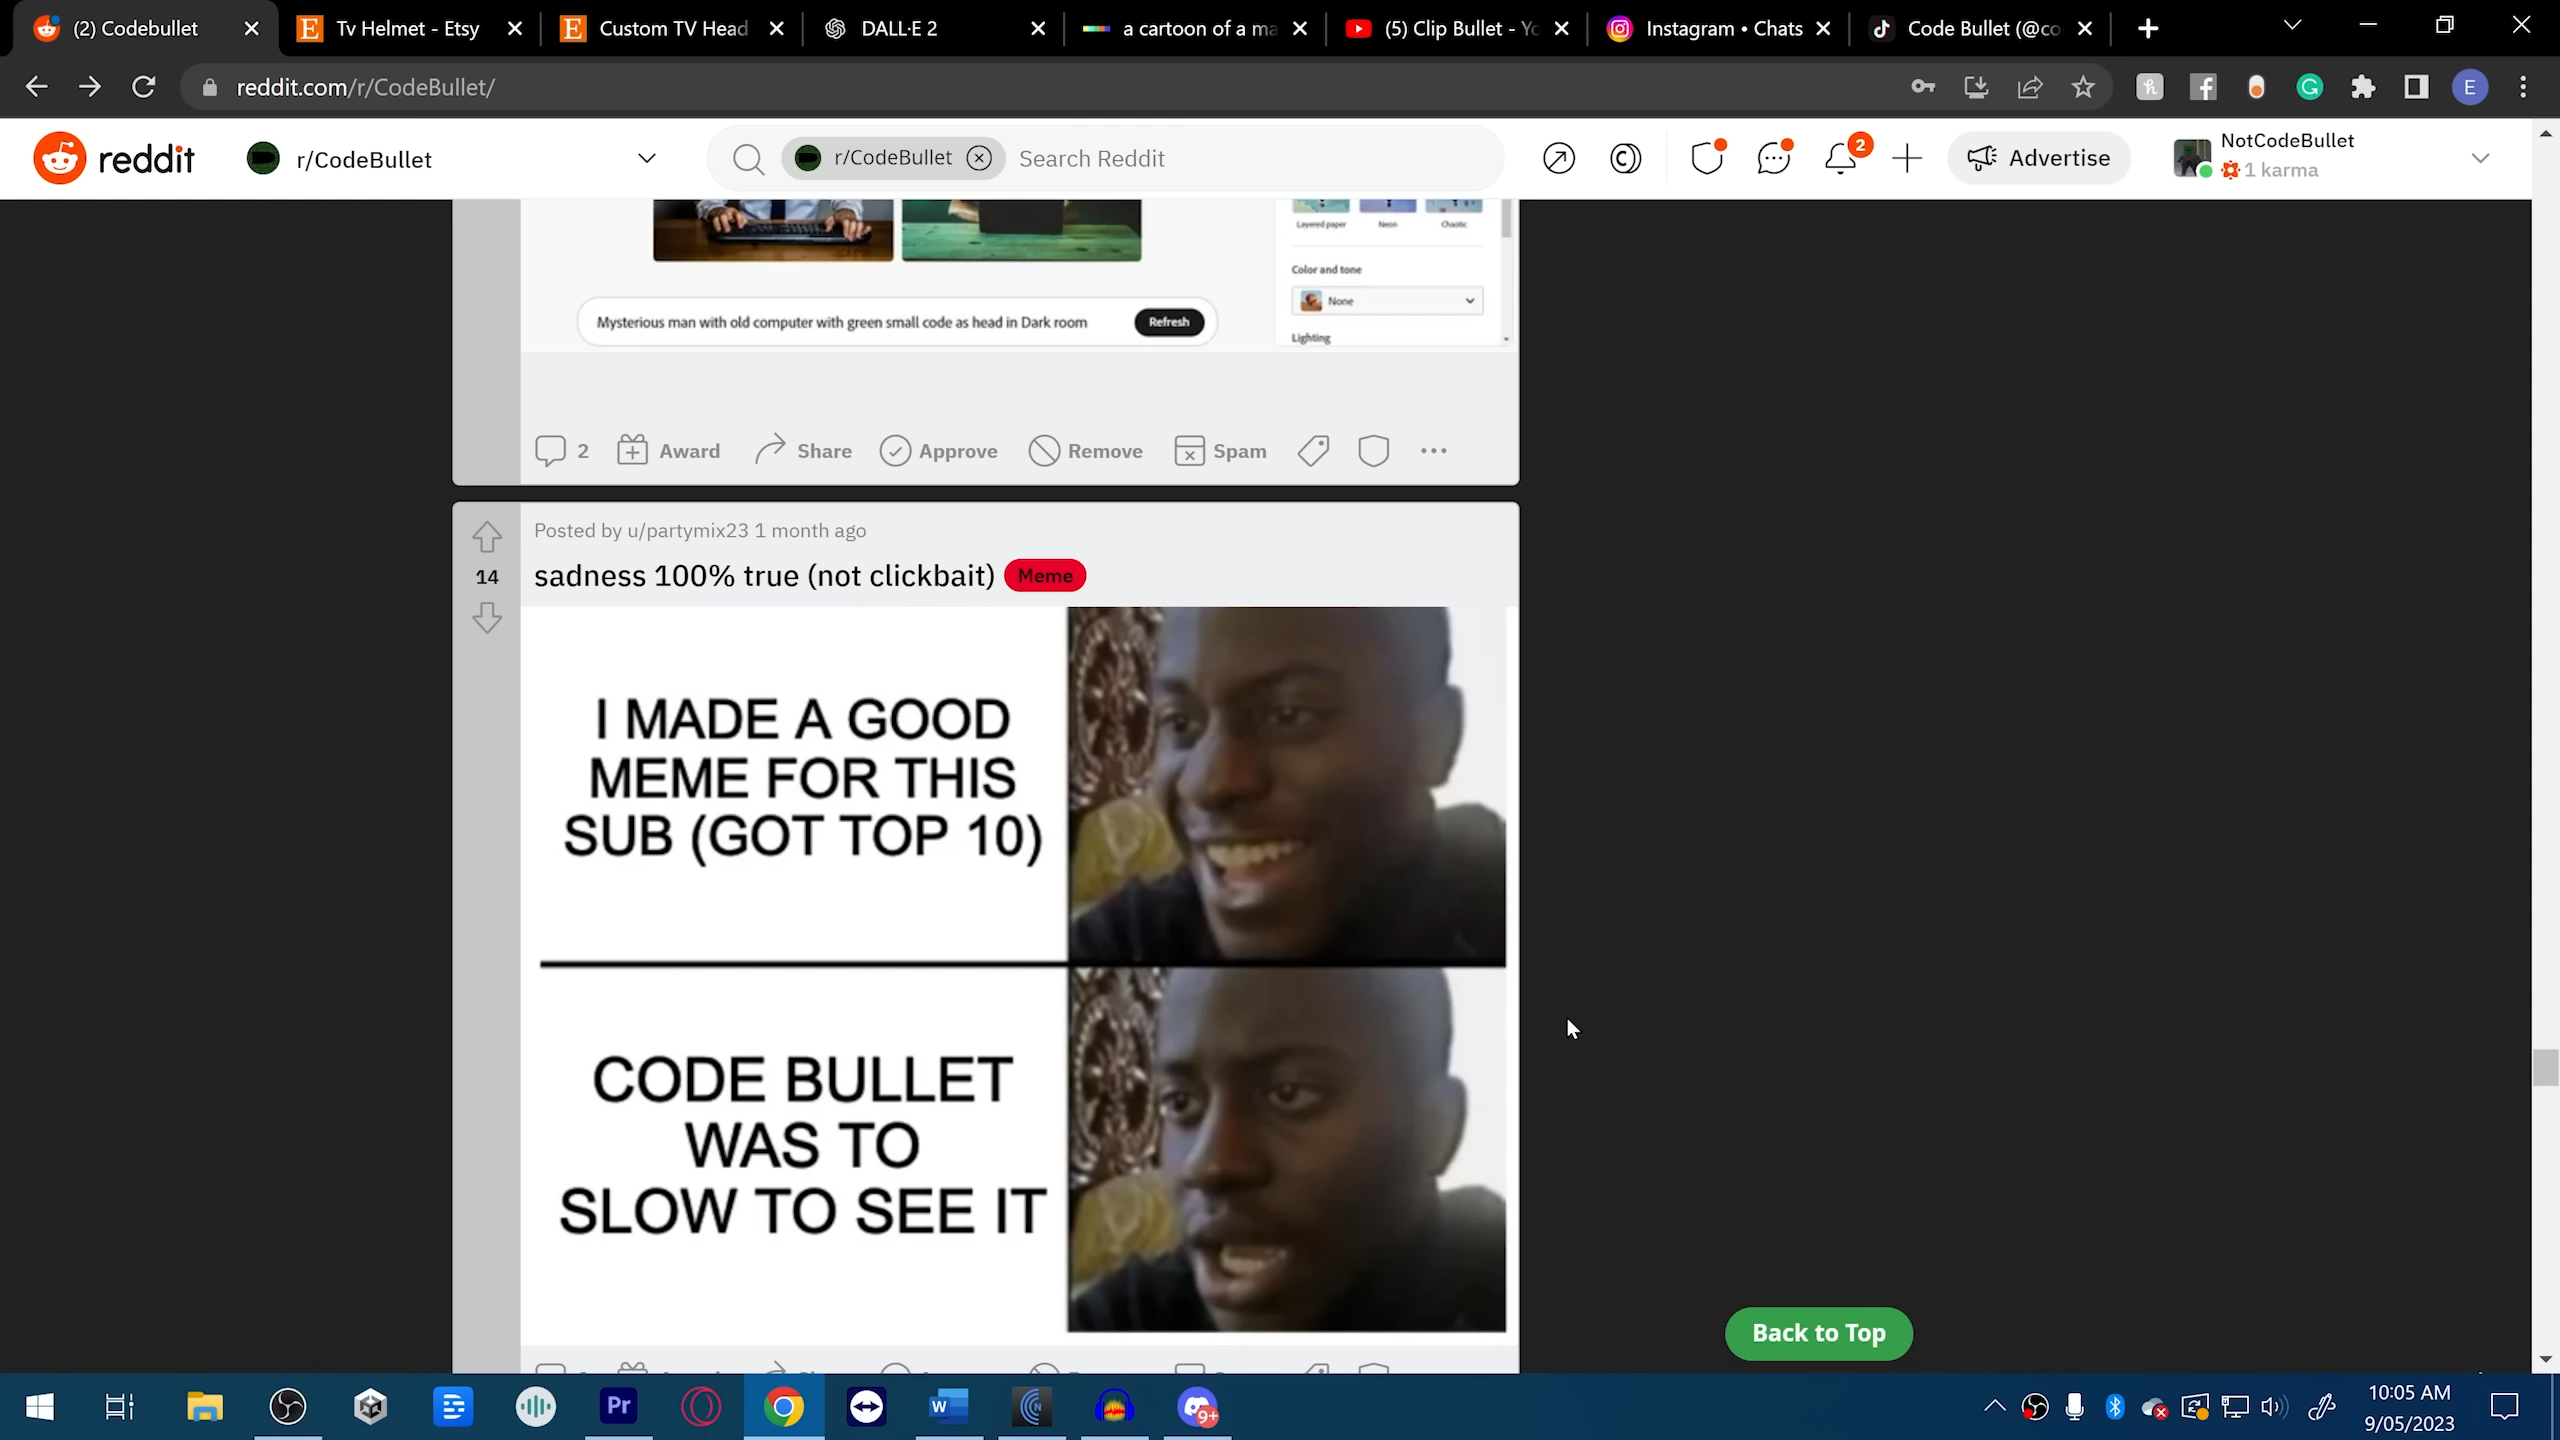 (2) Codebullet
Tv Helmet - Etsy
Custom TV Head
DALL·E 2
a cartoon of a ma
(5) Clip Bullet - Yo
Instagram • Chats
Code Bullet (@co
reddit.com/r/CodeBullet/
E
reddit
r/CodeBullet
r/CodeBullet
Search Reddit
2
Advertise
NotCodeBullet
1 karma
Layered paper
Neon
Chaotic
Color and tone
None
Mysterious man with old computer with green small code as head in Dark room
Refresh
Lighting
2
Award
Share
Approve
Remove
Spam
Posted by u/partymix23 1 month ago
14
sadness 100% true (not clickbait)
Meme
I MADE A GOOD
MEME FOR THIS
SUB (GOT TOP 10)
CODE BULLET
WAS TO
SLOW TO SEE IT
Back to Top
Pr
W
N
9+
10:05 AM
9/05/2023